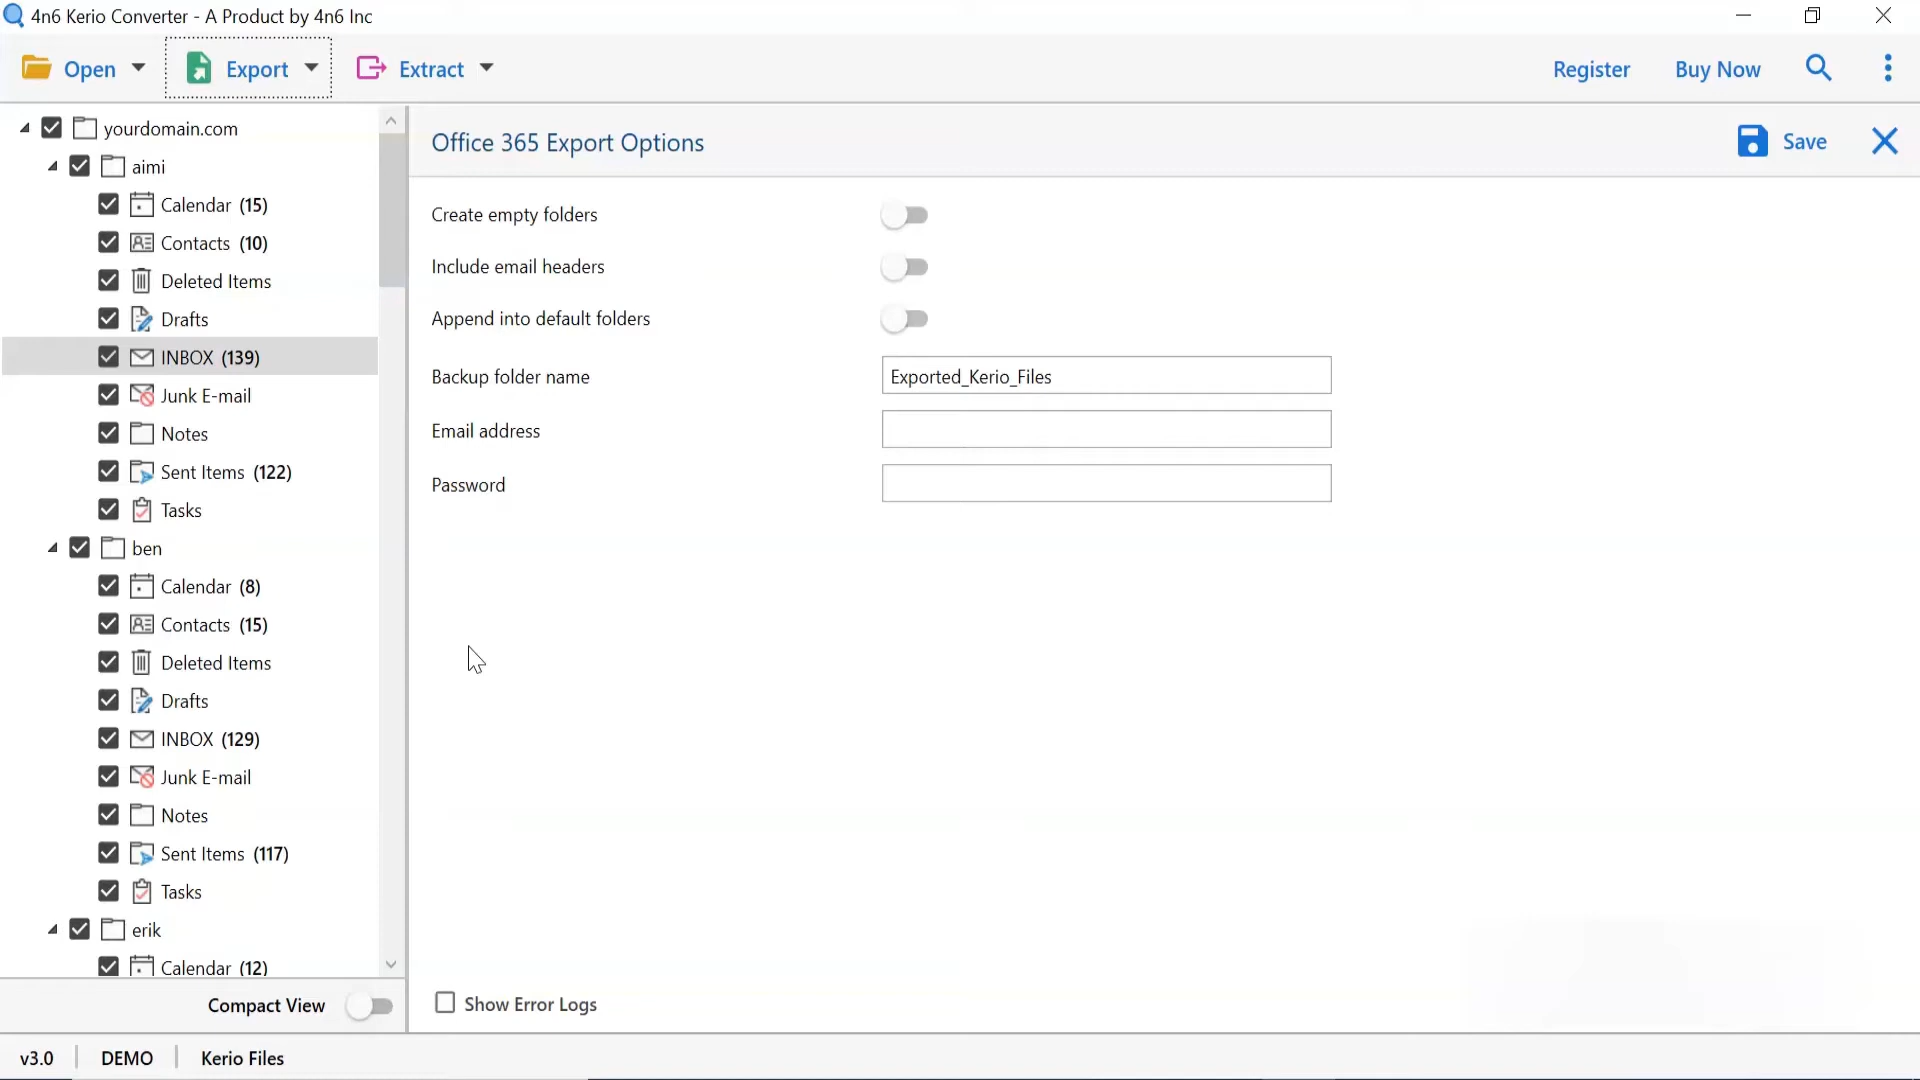 4n6 Kerio Converter - A Product by 4n6 Inc
Open
Export
Extract
Register
Buy Now
yourdomain.com
aimi
Calendar (15)
Contacts (10)
Deleted Items
Drafts
INBOX (139)
Junk E-mail
Notes
Sent Items (122)
Tasks
ben
Calendar (8)
Contacts (15)
Deleted Items
Drafts
INBOX (129)
Junk E-mail
Notes
Sent Items (117)
Tasks
erik
Calendar (12)
Compact View
Office 365 Export Options
Save
Create empty folders
Include email headers
Append into default folders
Backup folder name
Exported_Kerio_Files
Email address
Password
Show Error Logs
v3.0
DEMO
Kerio Files